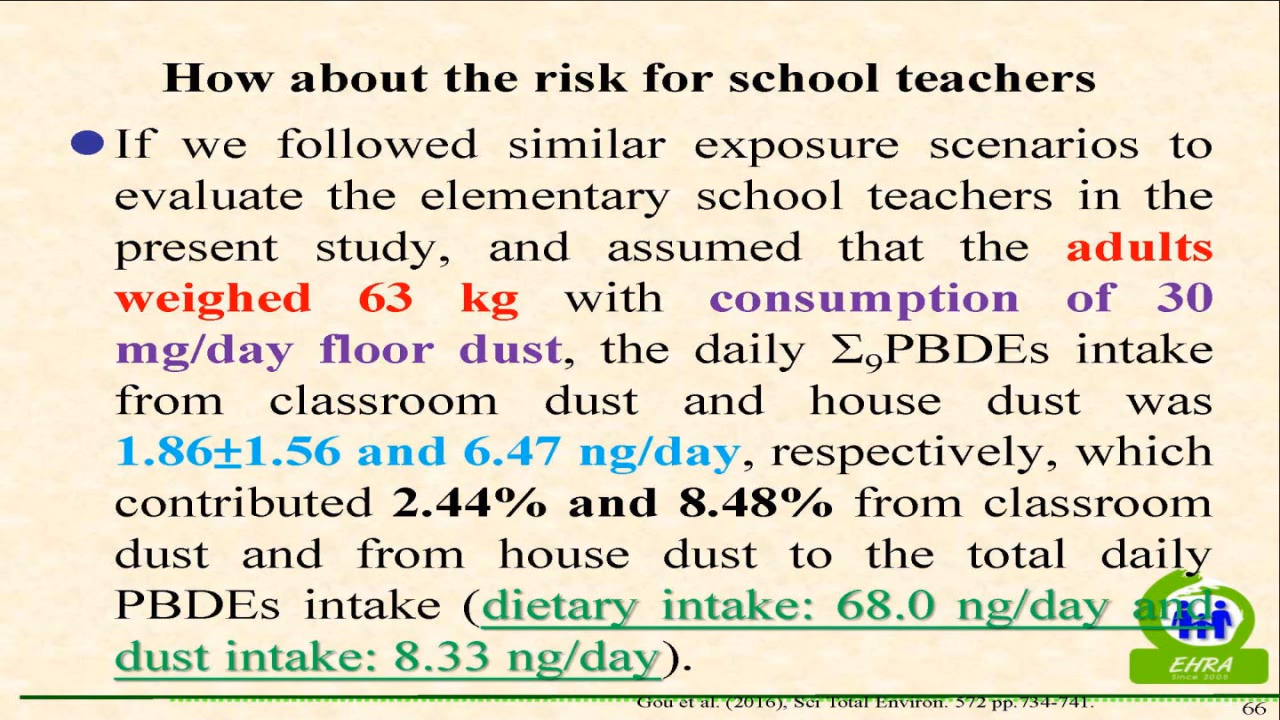 How about the risk for school teachers
If we followed similar exposure scenarios to
evaluate the elementary school teachers in the
present study, and assumed that the adults
weighed 63 kg with consumption of 30
mg/day floor dust, the daily Σ₉PBDEs intake
from classroom dust and house dust was
1.86±1.56 and 6.47 ng/day, respectively, which
contributed 2.44% and 8.48% from classroom
dust and from house dust to the total daily
PBDEs intake (dietary intake: 68.0 ng/day and
dust intake: 8.33 ng/day).
EHRA
Since 2005
Gou et al. (2016), Sci Total Environ. 572 pp.734-741.
66